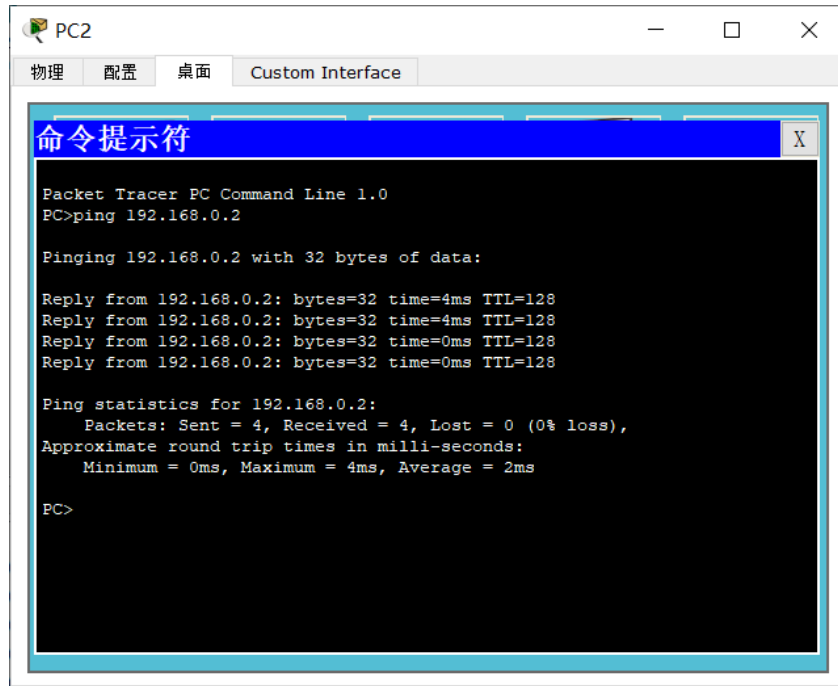 PC2
物理 配置 桌面 Custom Interface
命令提示符 X
Packet Tracer PC Command Line 1.0
PC>ping 192.168.0.2
Pinging 192.168.0.2 with 32 bytes of data:
Reply from 192.168.0.2: bytes=32 time=4ms TTL=128
Reply from 192.168.0.2: bytes=32 time=4ms TTL=128
Reply from 192.168.0.2: bytes=32 time=0ms TTL=128
Reply from 192.168.0.2: bytes=32 time=0ms TTL=128
Ping statistics for 192.168.0.2:
Packets: Sent = 4, Received = 4, Lost = 0 (0% loss),
Approximate round trip times in milli-seconds:
Minimum = 0ms, Maximum = 4ms, Average = 2ms
PC>